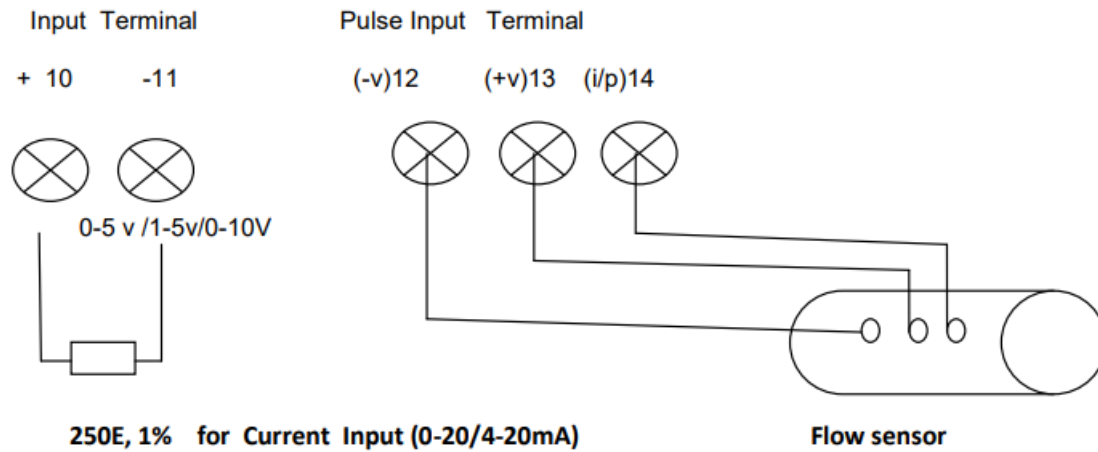 Input Terminal Pulse Input Terminal
+ 10 -11 (-v)12 (+v)13 (i/p)14
0-5 v /1-5v/0-10V
250E, 1% for Current Input (0-20/4-20mA) Flow sensor